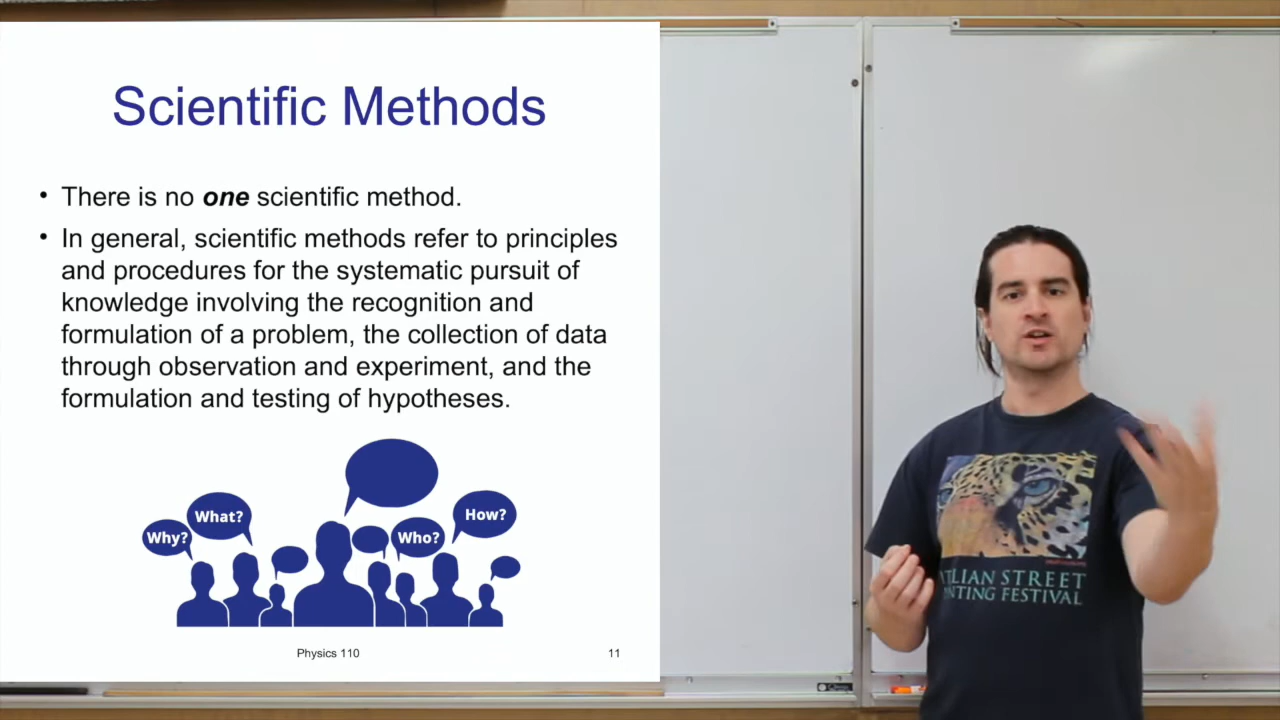 Scientific Methods
• There is no one scientific method.
• In general, scientific methods refer to principles
and procedures for the systematic pursuit of
knowledge involving the recognition and
formulation of a problem, the collection of data
through observation and experiment, and the
formulation and testing of hypotheses.
Why?
What?
Who?
How?
Physics 110
11
STREET
FESTIVAL